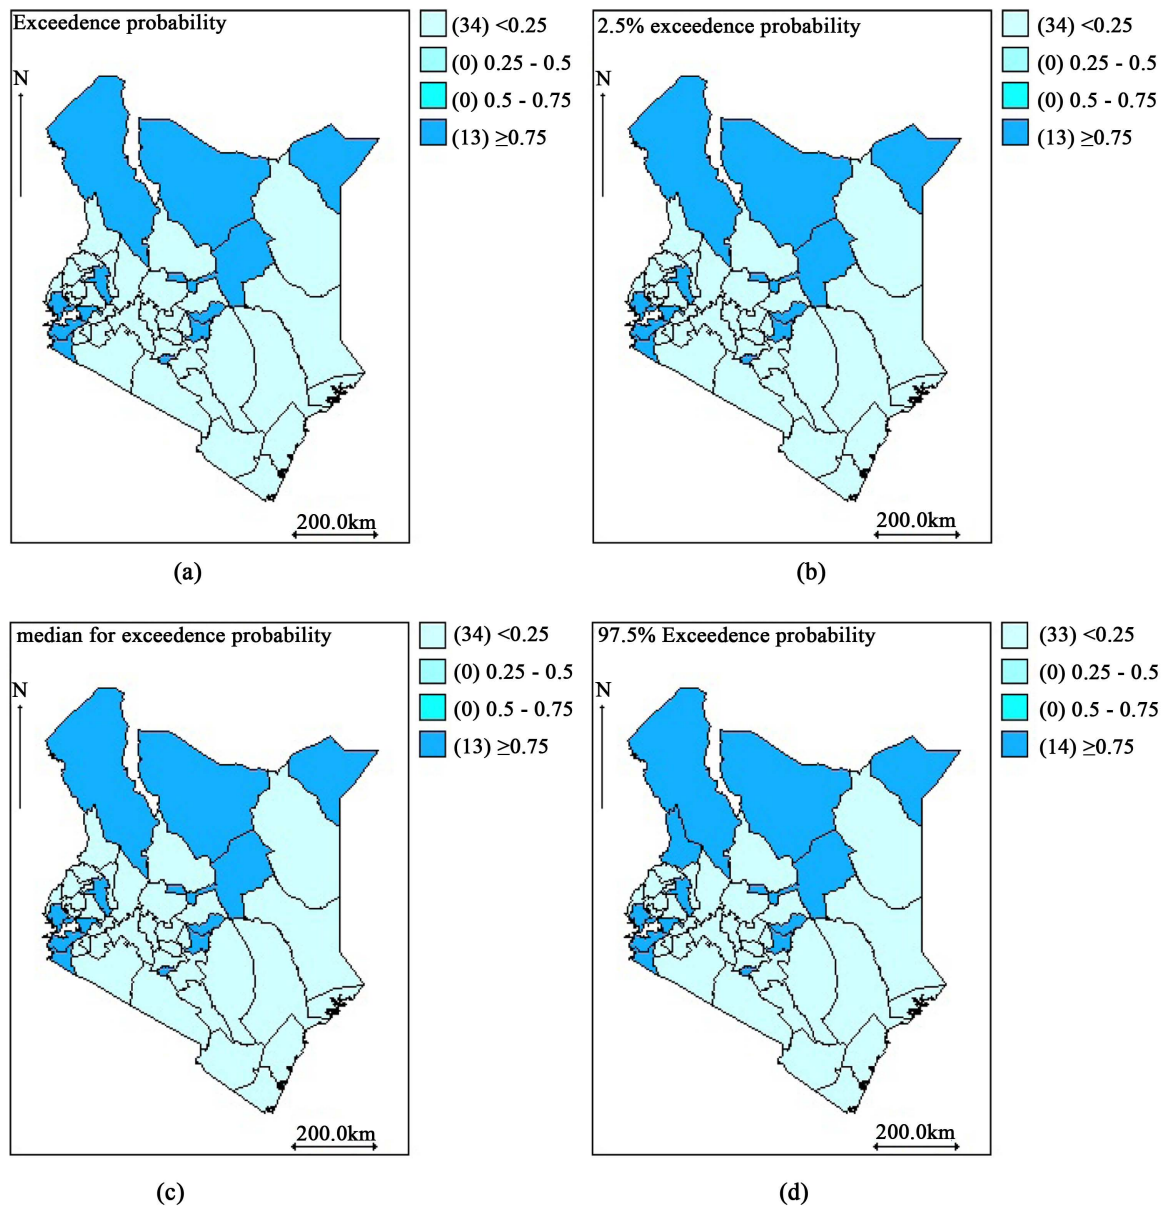 Exceedence probability
(34) <0.25
(0) 0.25 - 0.5
(0) 0.5 - 0.75
(13) ≥0.75
N
200.0km
(a)
2.5% exceedence probability
(34) <0.25
(0) 0.25 - 0.5
(0) 0.5 - 0.75
(13) ≥0.75
N
200.0km
(b)
median for exceedence probability
(34) <0.25
(0) 0.25 - 0.5
(0) 0.5 - 0.75
(13) ≥0.75
N
200.0km
(c)
97.5% Exceedence probability
(33) <0.25
(0) 0.25 - 0.5
(0) 0.5 - 0.75
(14) ≥0.75
N
200.0km
(d)